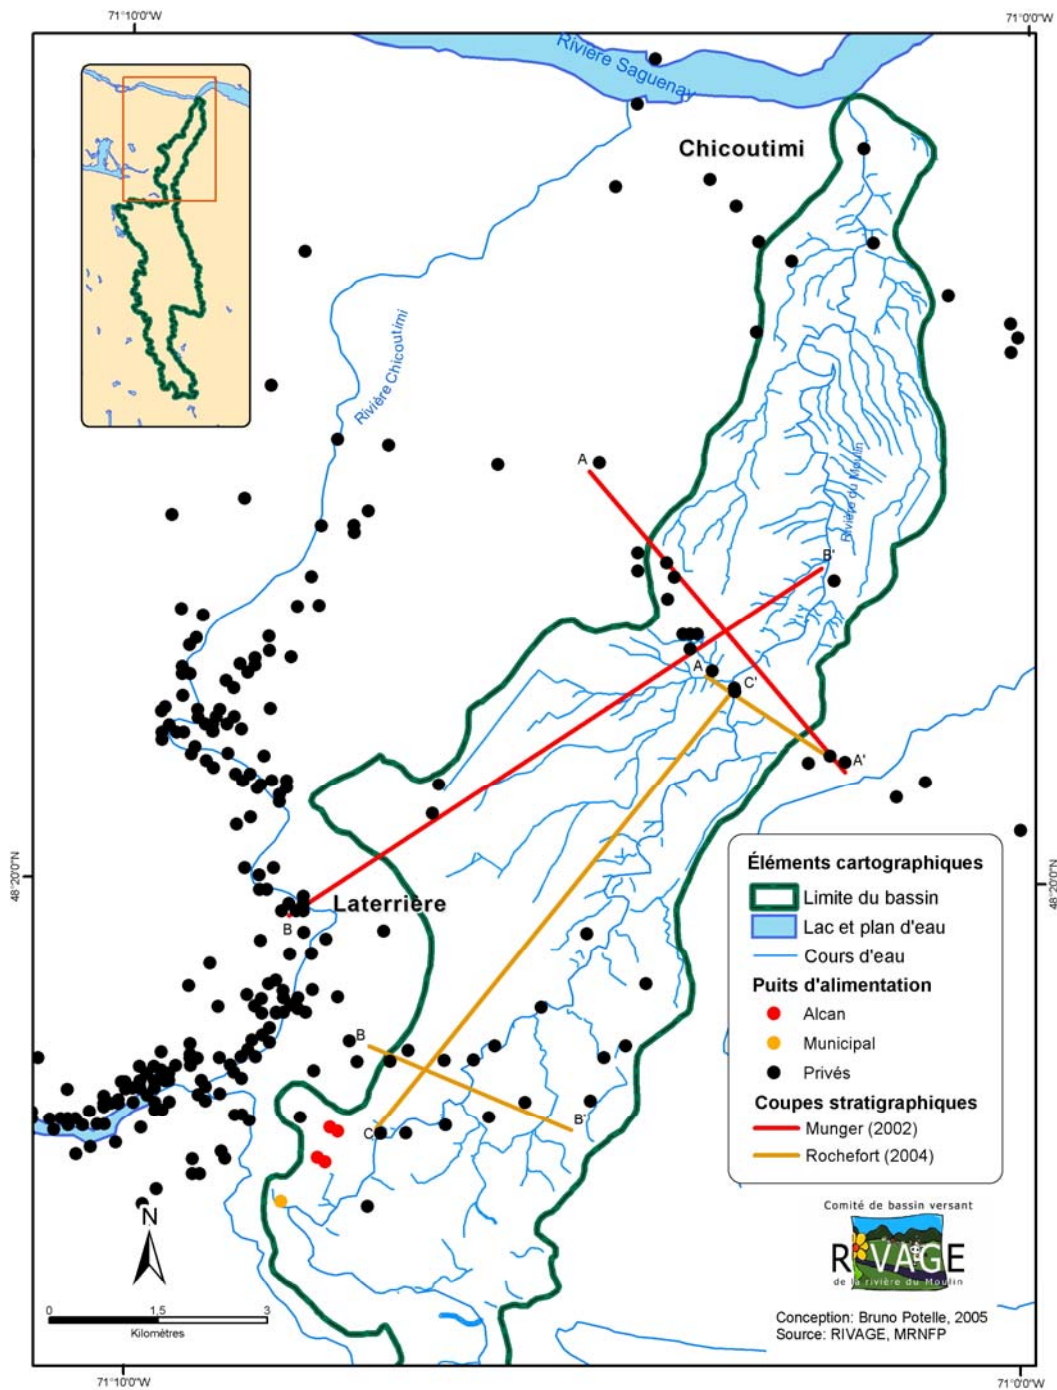 71°10'0"W
71°0'0"W
Rivière Saguenay
Chicoutimi
Rivière Chicoutimi
Rivière du Moulin
A
B'
A
C'
A'
48°20'0"N
48°20'0"N
Laterrière
B
B
B'
C
Éléments cartographiques
Limite du bassin
Lac et plan d'eau
Cours d'eau
Puits d'alimentation
Alcan
Municipal
Privés
Coupes stratigraphiques
Munger (2002)
Rochefort (2004)
N
0 1,5 3
Kilomètres
Comité de bassin versant
RIVAGE
de la rivière du Moulin
Conception: Bruno Potelle, 2005
Source: RIVAGE, MRNFP
71°10'0"W
71°0'0"W